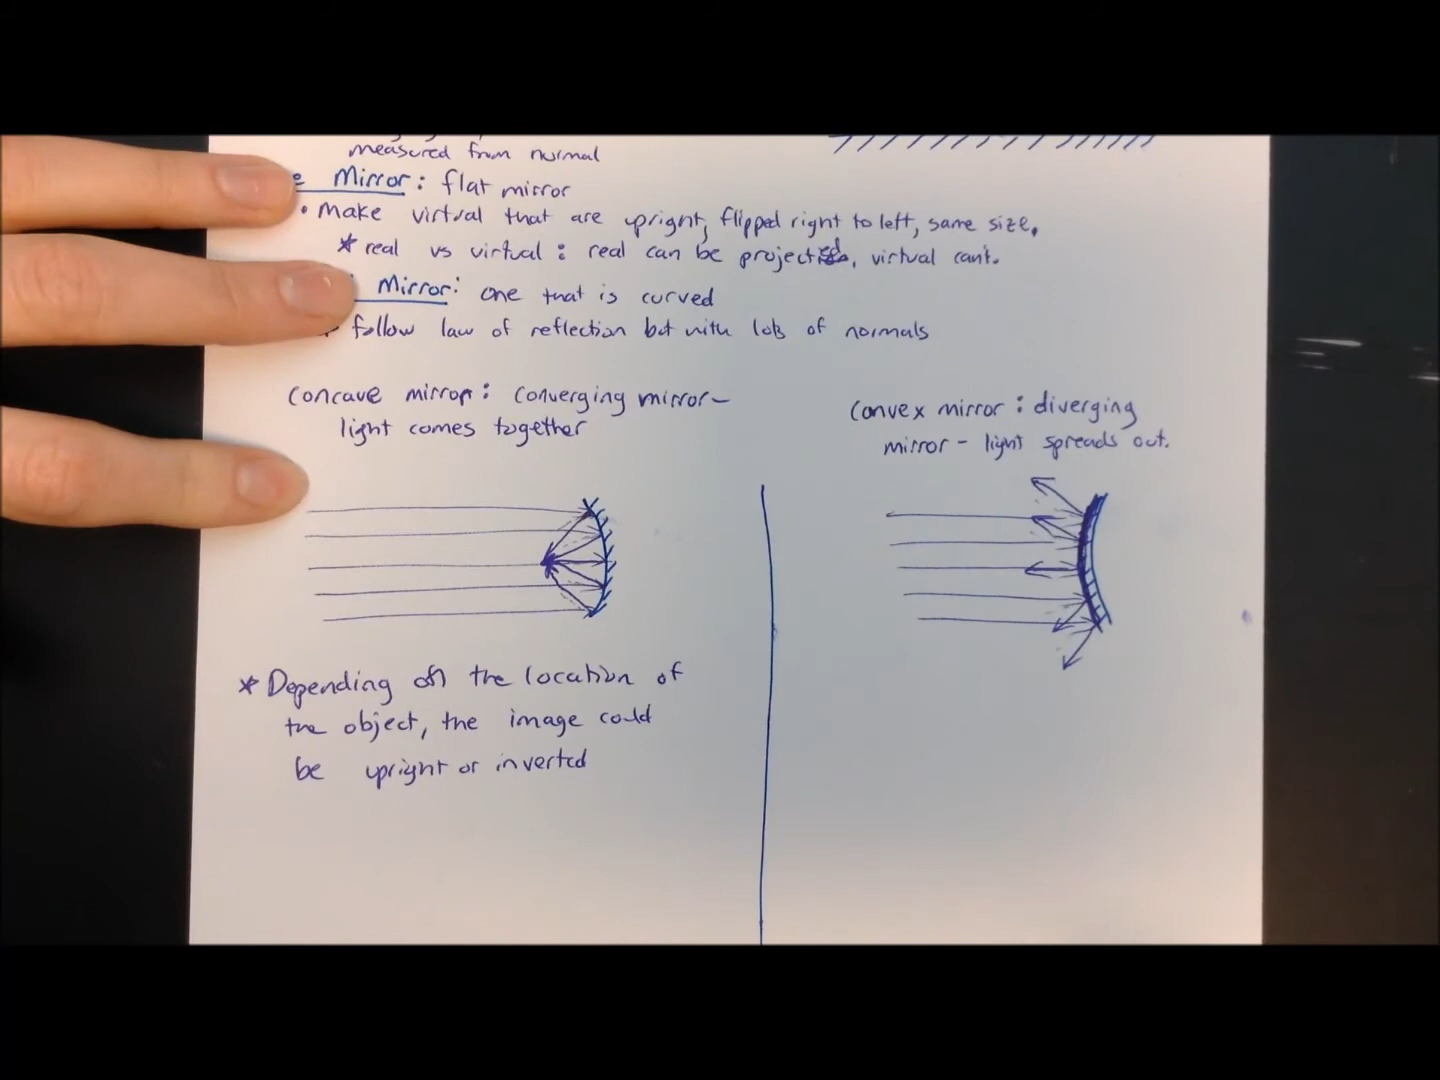 measured from normal
Mirror: flat mirror
• Make virtual that are upright, flipped right to left, same size.
* real vs virtual: real can be projected, virtual can't.
Mirror: one that is curved
follow law of reflection but with lots of normals
concave mirror: converging mirror-
light comes together
convex mirror: diverging
mirror - light spreads out.
* Depending on the location of
the object, the image could
be upright or inverted